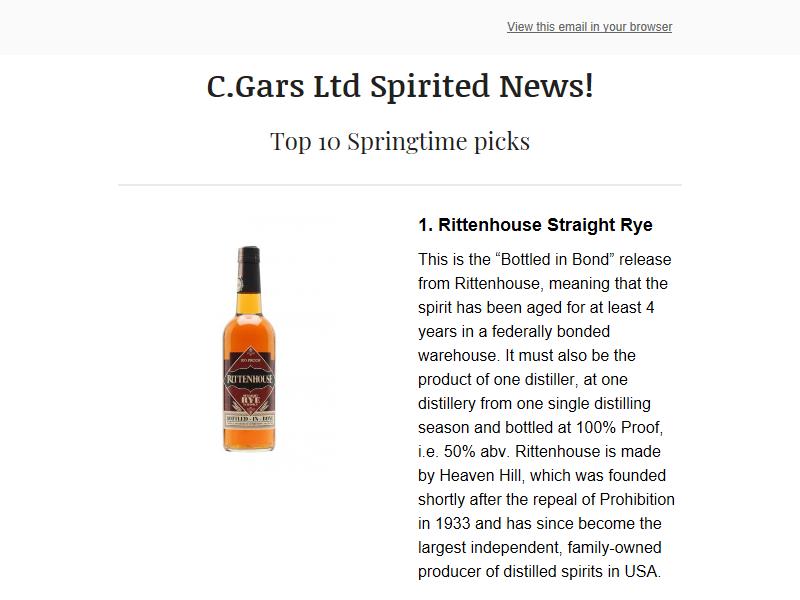 View this email in your browser
C.Gars Ltd Spirited News!
Top 10 Springtime picks
1. Rittenhouse Straight Rye
This is the “Bottled in Bond” release
from Rittenhouse, meaning that the
spirit has been aged for at least 4
years in a federally bonded
warehouse. It must also be the
product of one distiller, at one
distillery from one single distilling
season and bottled at 100% Proof,
i.e. 50% abv. Rittenhouse is made
by Heaven Hill, which was founded
shortly after the repeal of Prohibition
in 1933 and has since become the
largest independent, family-owned
producer of distilled spirits in USA.
RITTENHOUSE
RYE
BOTTLED-IN-BOND